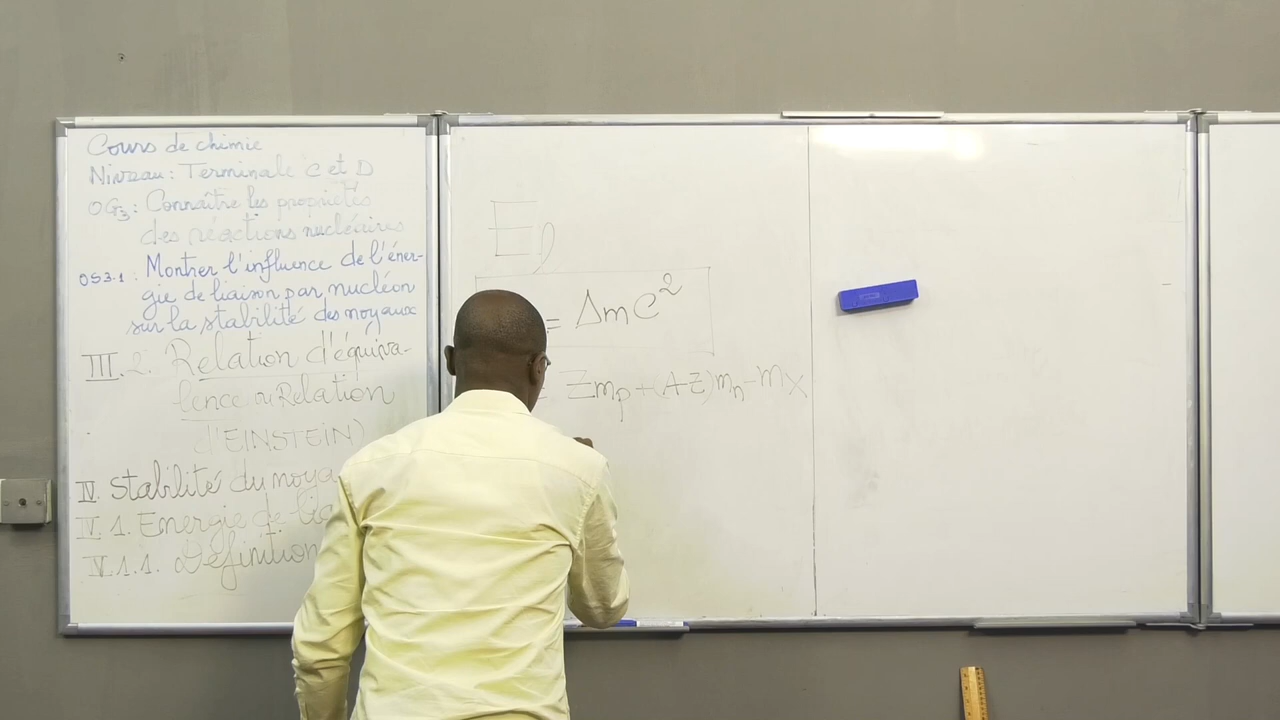 Cours de chimie
Niveau : Terminale C et D
OG3 : Connaître les propriétés
des réactions nucléaires
OS3.1 : Montrer l'influence de l'éner-
gie de liaison par nucléon
sur la stabilité des noyaux
III.2. Relation d'équiva-
lence ou Relation
d'EINSTEIN)
IV Stabilité du noya
IV.1. Energie de lia
IV.1.1. Définition
El
= Δmc²
= Zmp + (A-Z)mn - mX